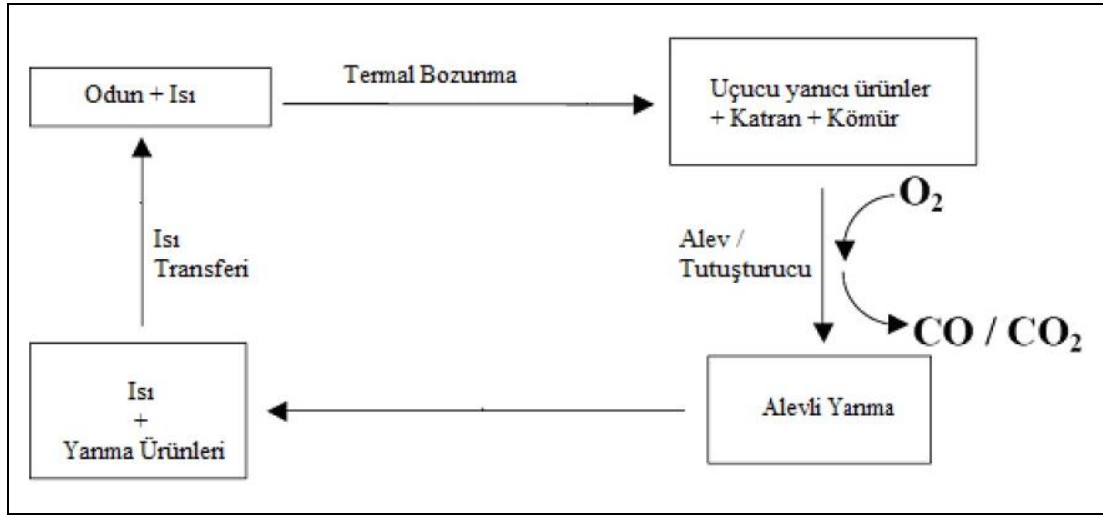 Odun + Isı
Termal Bozunma
Uçucu yanıcı ürünler
+ Katran + Kömür
O₂
Isı
Transferi
Alev /
Tutuşturucu
CO / CO₂
Isı
+
Yanma Ürünleri
Alevli Yanma